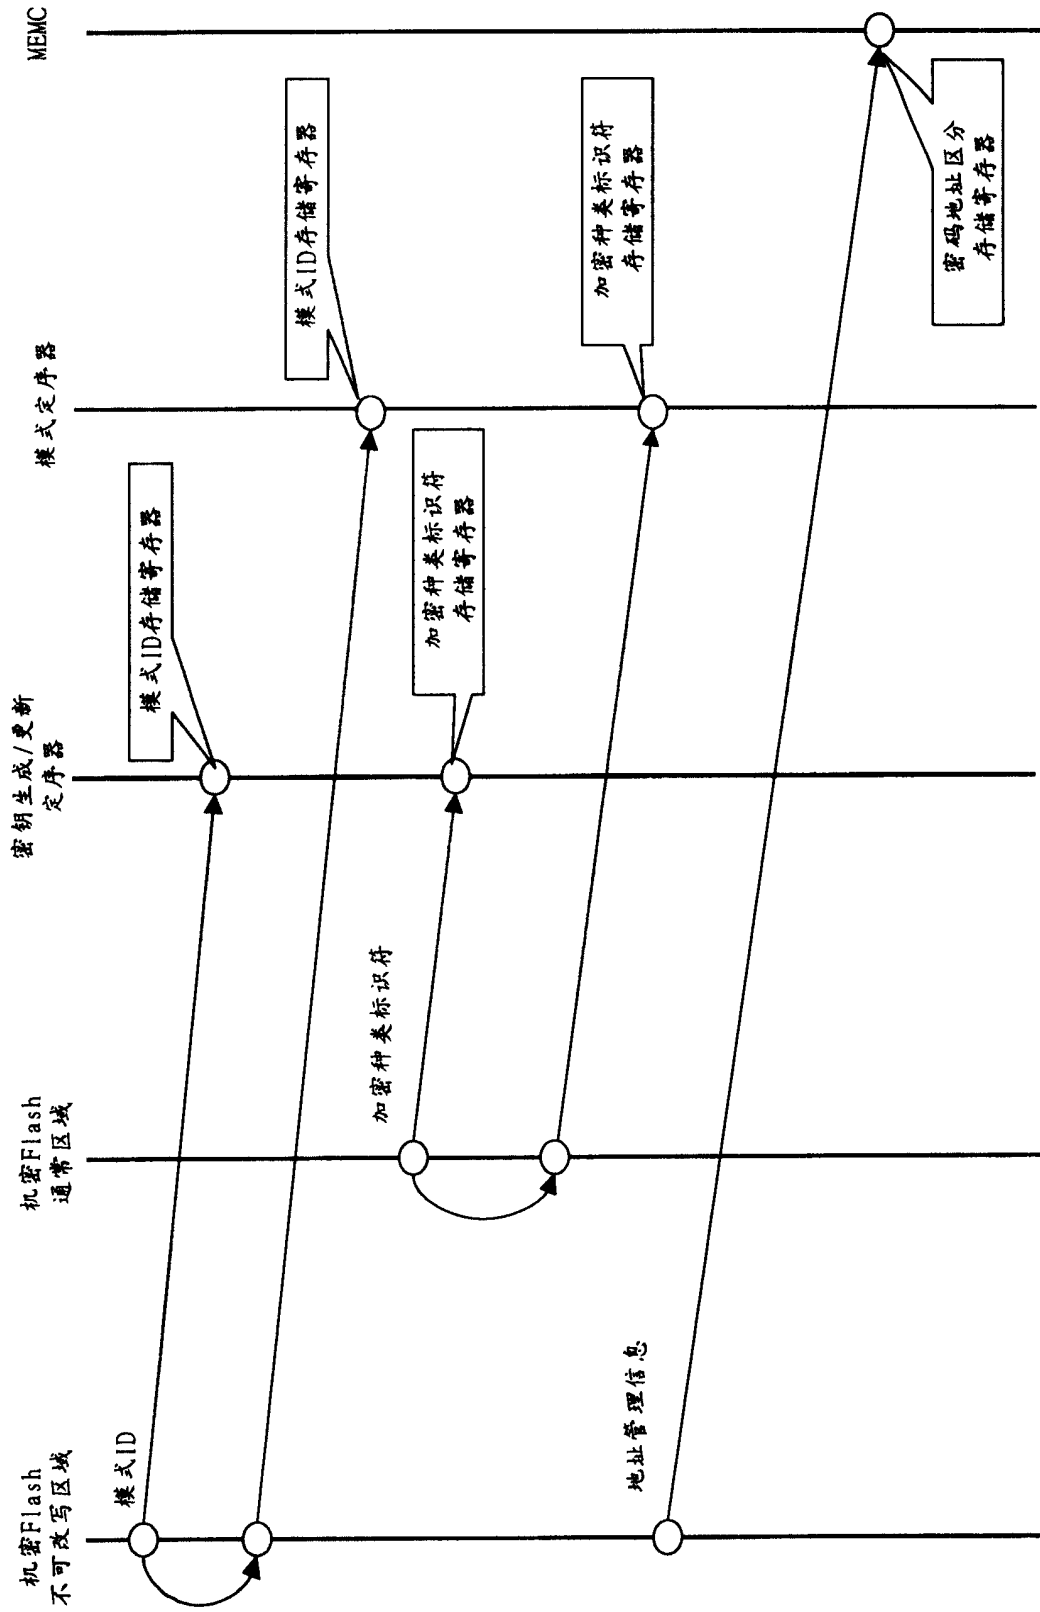 机密Flash
不可改写区域
机密Flash
通常区域
密钥生成/更新
定序器
模式定序器
MEMC
模式ID
模式ID存储寄存器
模式ID存储寄存器
加密种类标识符
加密种类标识符
存储寄存器
加密种类标识符
存储寄存器
地址管理信息
密码地址区分
存储寄存器